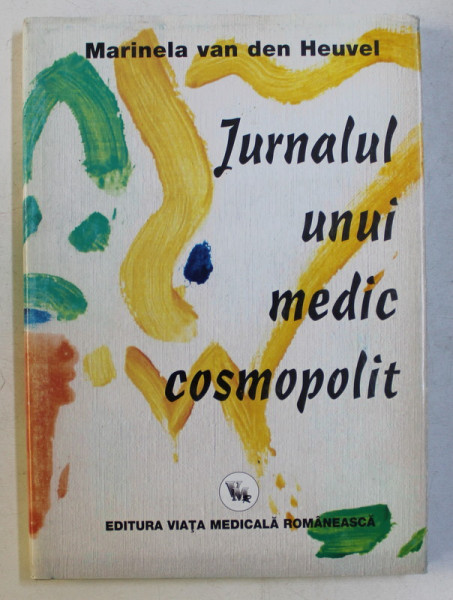 Marinela van den Heuvel
Jurnalul
unui
medic
cosmopolit
VMR
EDITURA VIAȚA MEDICALĂ ROMÂNEASCĂ